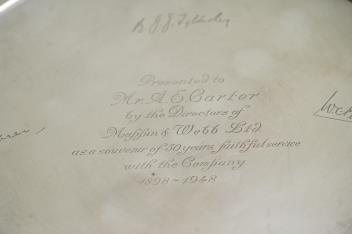 Presented to
Mr. A. E. Carter
by the Directors of
Mappin & Webb Ltd.
as a souvenir of 50 years faithful service
with the Company.
1898 ~ 1948